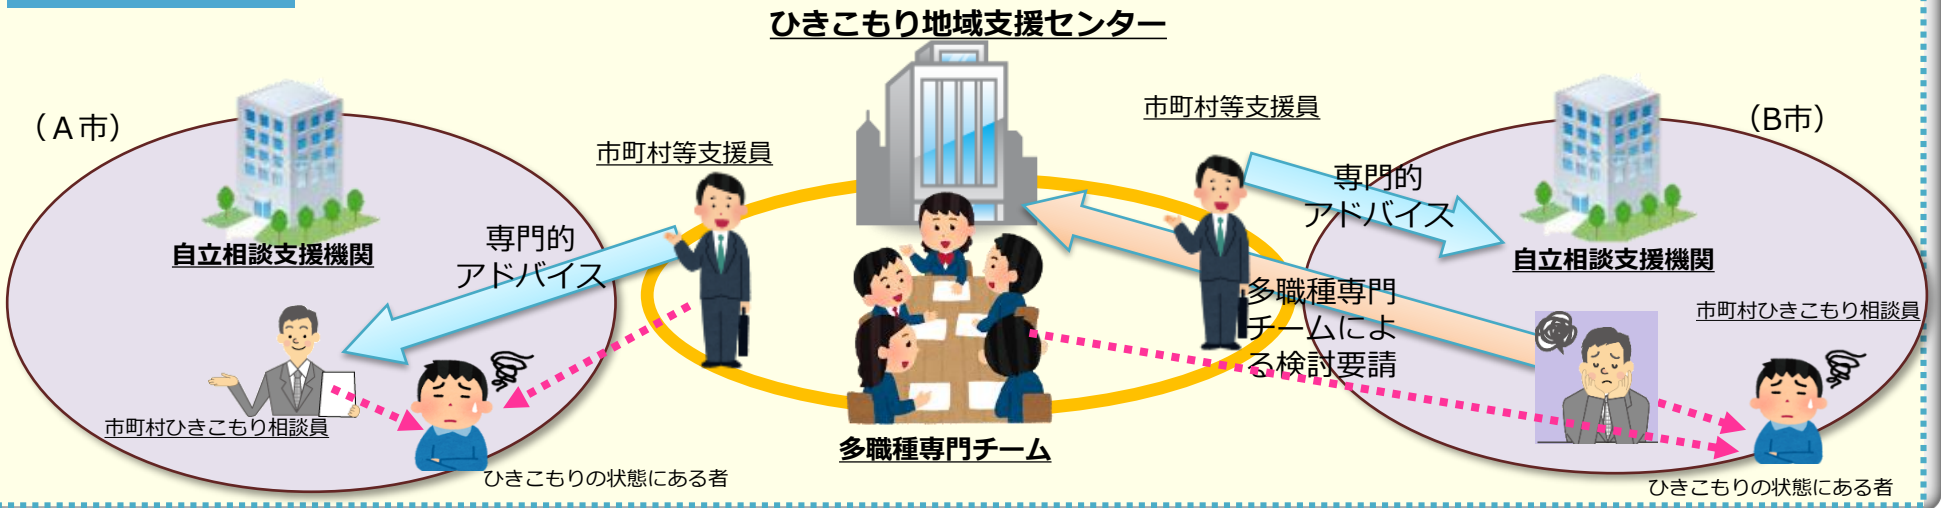 ひきこもり地域支援センター
（Ａ市）
市町村等支援員
自立相談支援機関
専門的
アドバイス
市町村ひきこもり相談員
ひきこもりの状態にある者
多職種専門チーム
市町村等支援員
（B市）
専門的
アドバイス
自立相談支援機関
多職種専門
チームによ
る検討要請
市町村ひきこもり相談員
ひきこもりの状態にある者